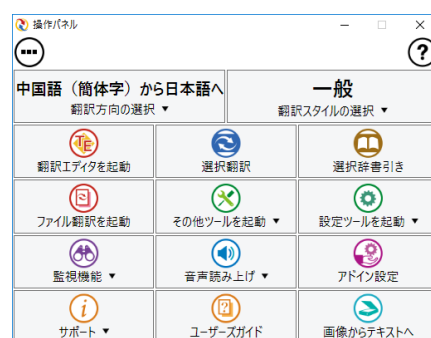 操作パネル
?
中国語（簡体字）から日本語へ
翻訳方向の選択 ▼
一般
翻訳スタイルの選択 ▼
TE
翻訳エディタを起動
選択翻訳
選択辞書引き
ファイル翻訳を起動
その他ツールを起動 ▼
設定ツールを起動 ▼
監視機能 ▼
音声読み上げ ▼
アドイン設定
i
サポート ▼
?
ユーザーズガイド
画像からテキストへ